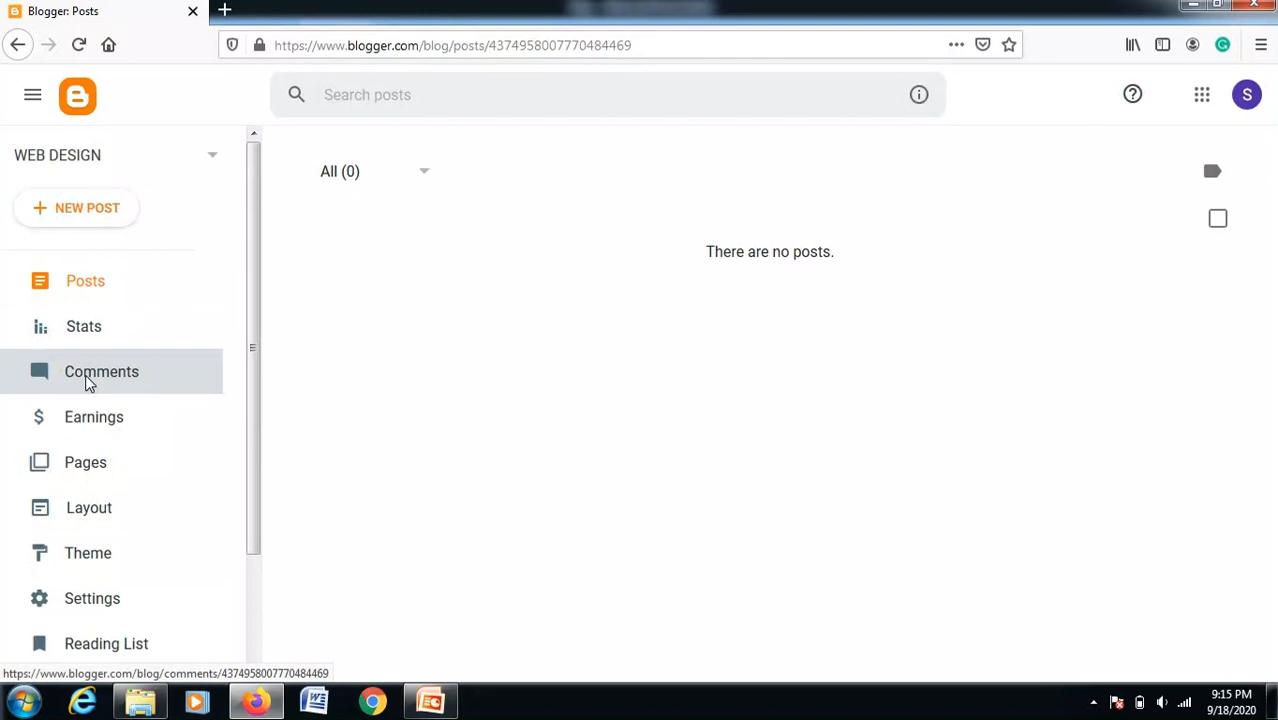 Blogger: Posts
https://www.blogger.com/blog/posts/4374958007770484469
Search posts
S
WEB DESIGN
NEW POST
All (0)
There are no posts.
Posts
Stats
Comments
Earnings
Pages
Layout
Theme
Settings
Reading List
https://www.blogger.com/blog/comments/4374958007770484469
9:15 PM
9/18/2020